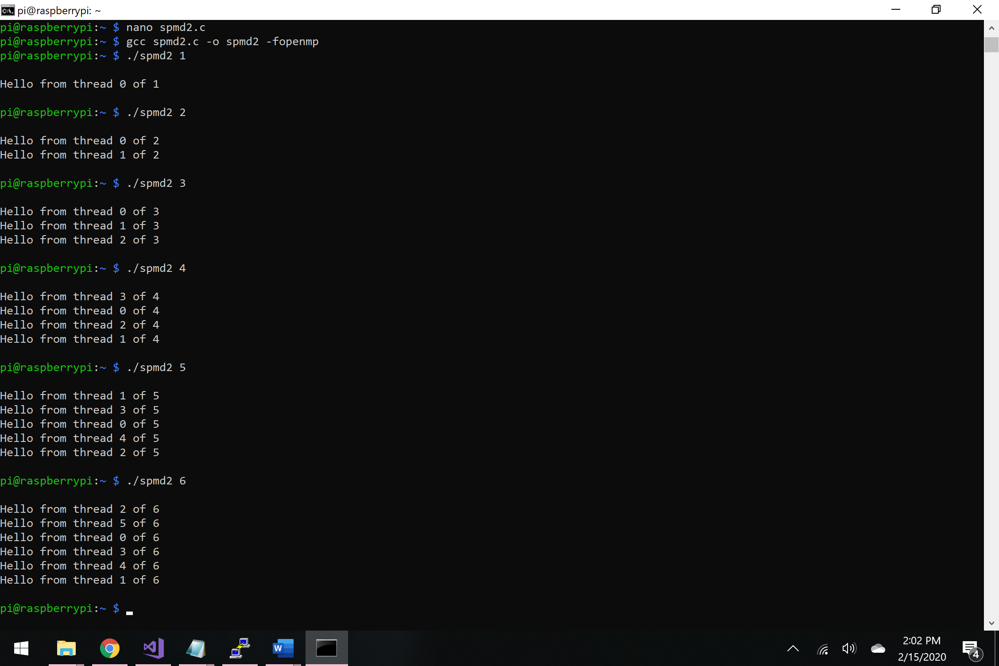 pi@raspberrypi: ~
pi@raspberrypi:~ $ nano spmd2.c
pi@raspberrypi:~ $ gcc spmd2.c -o spmd2 -fopenmp
pi@raspberrypi:~ $ ./spmd2 1
Hello from thread 0 of 1
pi@raspberrypi:~ $ ./spmd2 2
Hello from thread 0 of 2
Hello from thread 1 of 2
pi@raspberrypi:~ $ ./spmd2 3
Hello from thread 0 of 3
Hello from thread 1 of 3
Hello from thread 2 of 3
pi@raspberrypi:~ $ ./spmd2 4
Hello from thread 3 of 4
Hello from thread 0 of 4
Hello from thread 2 of 4
Hello from thread 1 of 4
pi@raspberrypi:~ $ ./spmd2 5
Hello from thread 1 of 5
Hello from thread 3 of 5
Hello from thread 0 of 5
Hello from thread 4 of 5
Hello from thread 2 of 5
pi@raspberrypi:~ $ ./spmd2 6
Hello from thread 2 of 6
Hello from thread 5 of 6
Hello from thread 0 of 6
Hello from thread 3 of 6
Hello from thread 4 of 6
Hello from thread 1 of 6
pi@raspberrypi:~ $
2:02 PM
2/15/2020
4